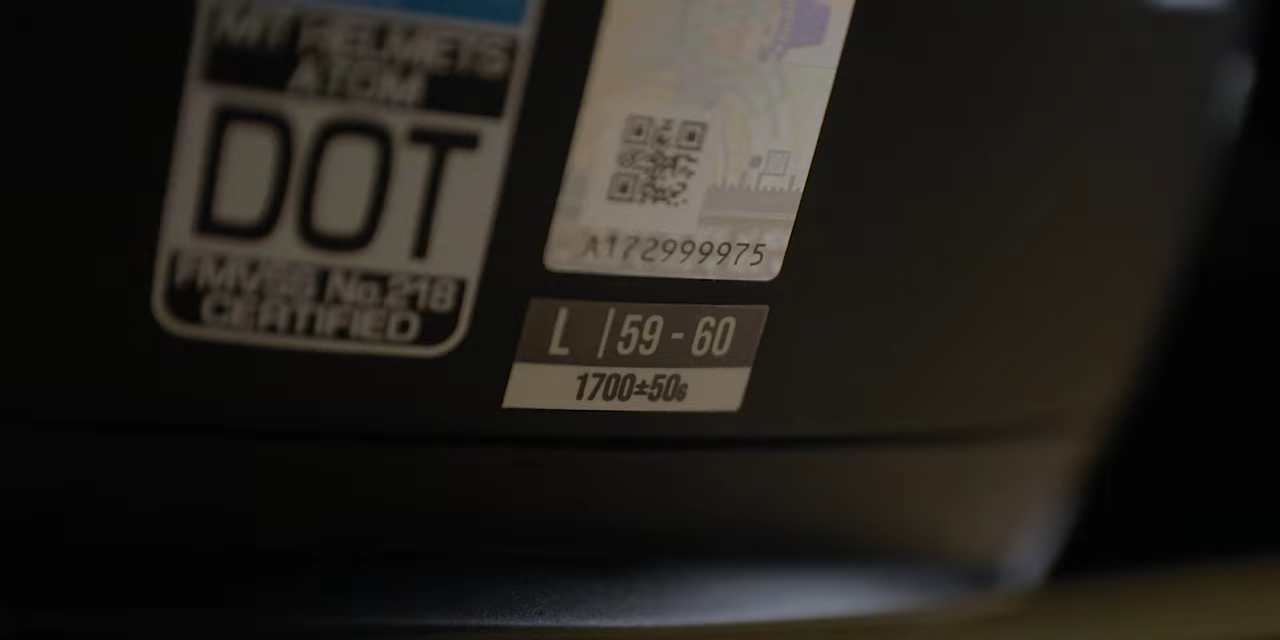 MT HELMETS
ATOM
DOT
FMVSS No.218
CERTIFIED
A172999975
L | 59 - 60
1700±50G